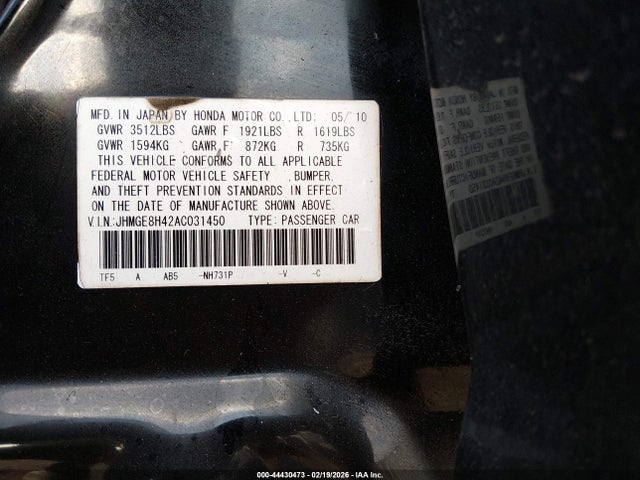 MFD. IN JAPAN BY HONDA MOTOR CO.,LTD: 05/'10
GVWR 3512LBS GAWR F 1921LBS R 1619LBS
GVWR 1594KG GAWR F 872KG R 735KG
THIS VEHICLE CONFORMS TO ALL APPLICABLE
FEDERAL MOTOR VEHICLE SAFETY ,BUMPER,
AND THEFT PREVENTION STANDARDS IN EFFECT
ON THE DATE OF MANUFACTURE SHOWN ABOVE.
V.I.N.:JHMGE8H42AC031450 TYPE: PASSENGER CAR
TF5 A AB5 -NH731P -V -C
000-44430473 - 02/19/2026 - IAA Inc.